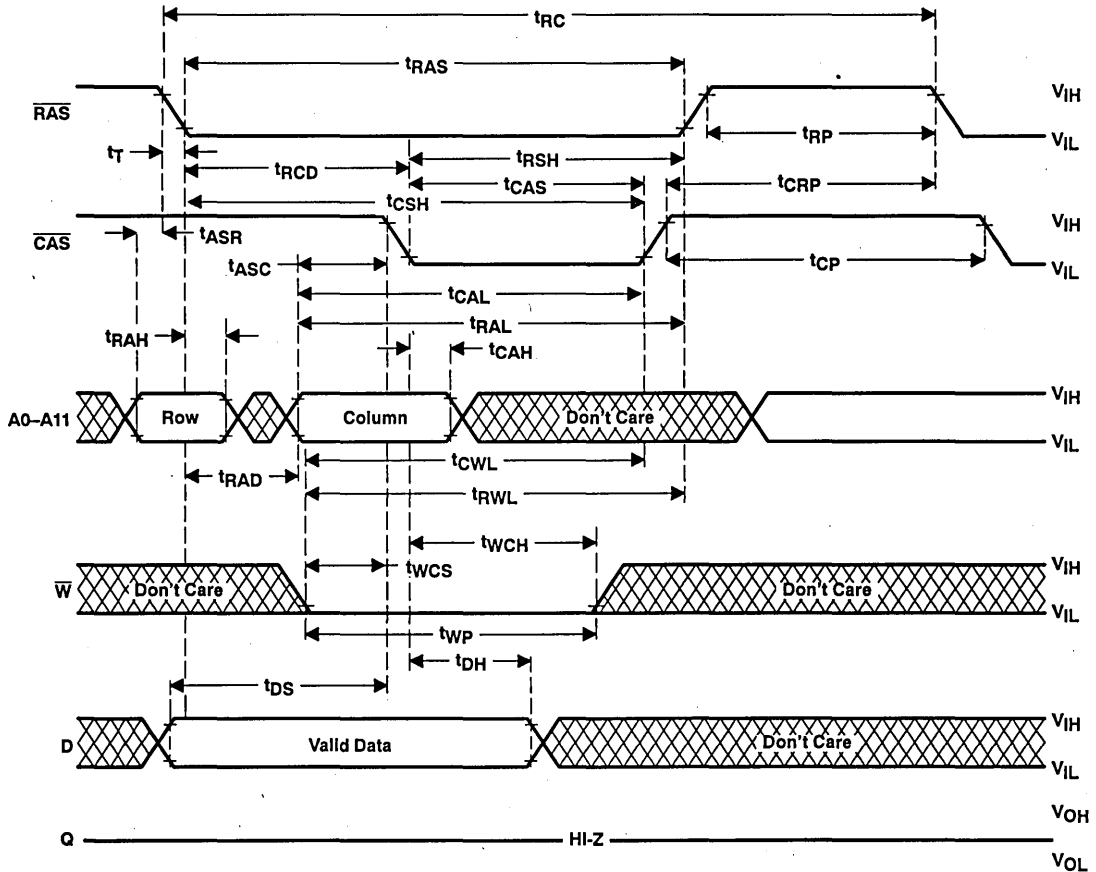 tRC
tRAS
RAS VIH
VIL
tRP
tT
tRCD
tRSH
tCAS
tCRP
tCSH
CAS VIH
VIL
tASR
tASC
tCP
tCAL
tRAL
tRAH
tCAH
A0–A11 Row Column Don't Care VIH
VIL
tCWL
tRAD
tRWL
tWCH
W Don't Care tWCS Don't Care VIH
VIL
tWP
tDH
tDS
D Valid Data Don't Care VIH
VIL
VOH
Q HI-Z
VOL